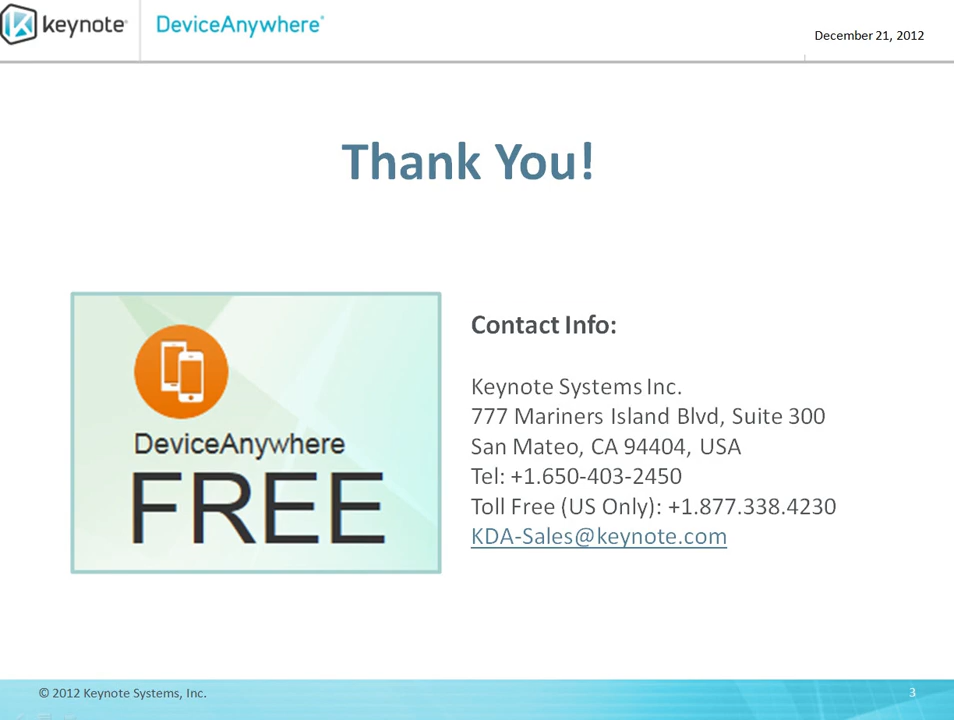 keynote®
DeviceAnywhere®
December 21, 2012
Thank You!
DeviceAnywhere
FREE
Contact Info:
Keynote Systems Inc.
777 Mariners Island Blvd, Suite 300
San Mateo, CA 94404, USA
Tel: +1.650-403-2450
Toll Free (US Only): +1.877.338.4230
KDA-Sales@keynote.com
© 2012 Keynote Systems, Inc.
3